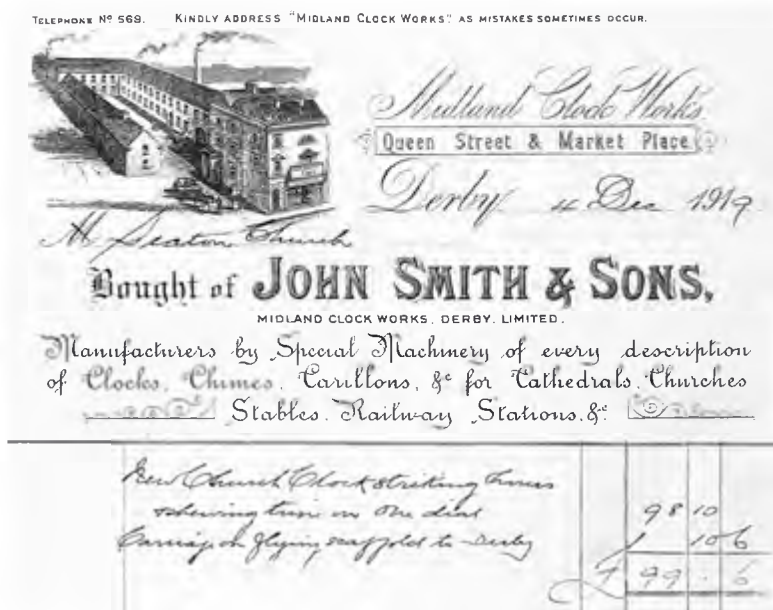 TELEPHONE Nº 569. KINDLY ADDRESS "MIDLAND CLOCK WORKS" AS MISTAKES SOMETIMES OCCUR.
Midland Clock Works
Queen Street & Market Place
Derby 4 Dec 1919
Seaton Church
Bought of JOHN SMITH & SONS,
MIDLAND CLOCK WORKS, DERBY, LIMITED.
Manufacturers by Special Machinery of every description
of Clocks, Chimes, Carillons, &c for Cathedrals, Churches
Stables, Railway Stations, &c.
New Church Clock striking hours
shewing time on one dial 98 10
Carriage on flying scaffold to Derby 1 10 6
£ 99 . 6